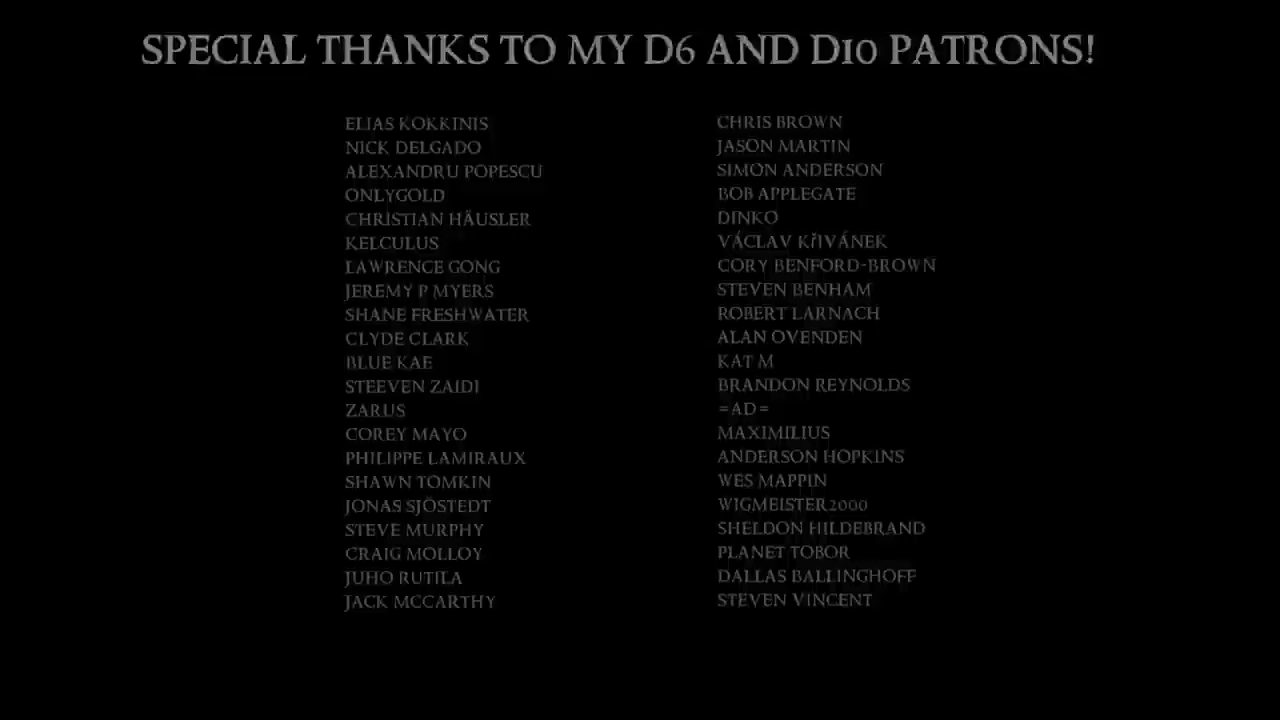 SPECIAL THANKS TO MY D6 AND D10 PATRONS!
ELIAS KOKKINIS
NICK DELGADO
ALEXANDRU POPESCU
ONLYGOLD
CHRISTIAN HÄUSLER
KELCULUS
LAWRENCE GONG
JEREMY P MYERS
SHANE FRESHWATER
CLYDE CLARK
BLUE KAE
STEEVEN ZAIDI
ZARUS
COREY MAYO
PHILIPPE LAMIRAUX
SHAWN TOMKIN
JONAS SJÖSTEDT
STEVE MURPHY
CRAIG MOLLOY
JUHO RUTILA
JACK MCCARTHY
CHRIS BROWN
JASON MARTIN
SIMON ANDERSON
BOB APPLEGATE
DINKO
VÁCLAV KŘIVÁNEK
CORY BENFORD-BROWN
STEVEN BENHAM
ROBERT LARNACH
ALAN OVENDEN
KAT M
BRANDON REYNOLDS
=AD=
MAXIMILIUS
ANDERSON HOPKINS
WES MAPPIN
WIGMEISTER2000
SHELDON HILDEBRAND
PLANET TOBOR
DALLAS BALLINGHOFF
STEVEN VINCENT